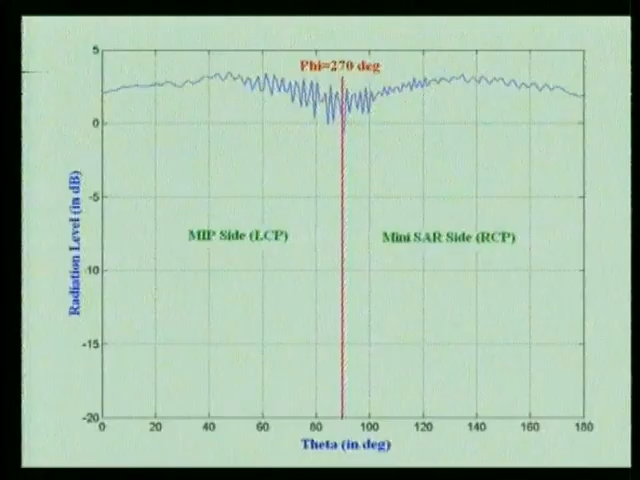 Phi=270 deg
5
0
-5
-10
-15
-20
Radiation Level (in dB)
MIP Side (LCP)
Mini SAR Side (RCP)
0 20 40 60 80 100 120 140 160 180
Theta (in deg)